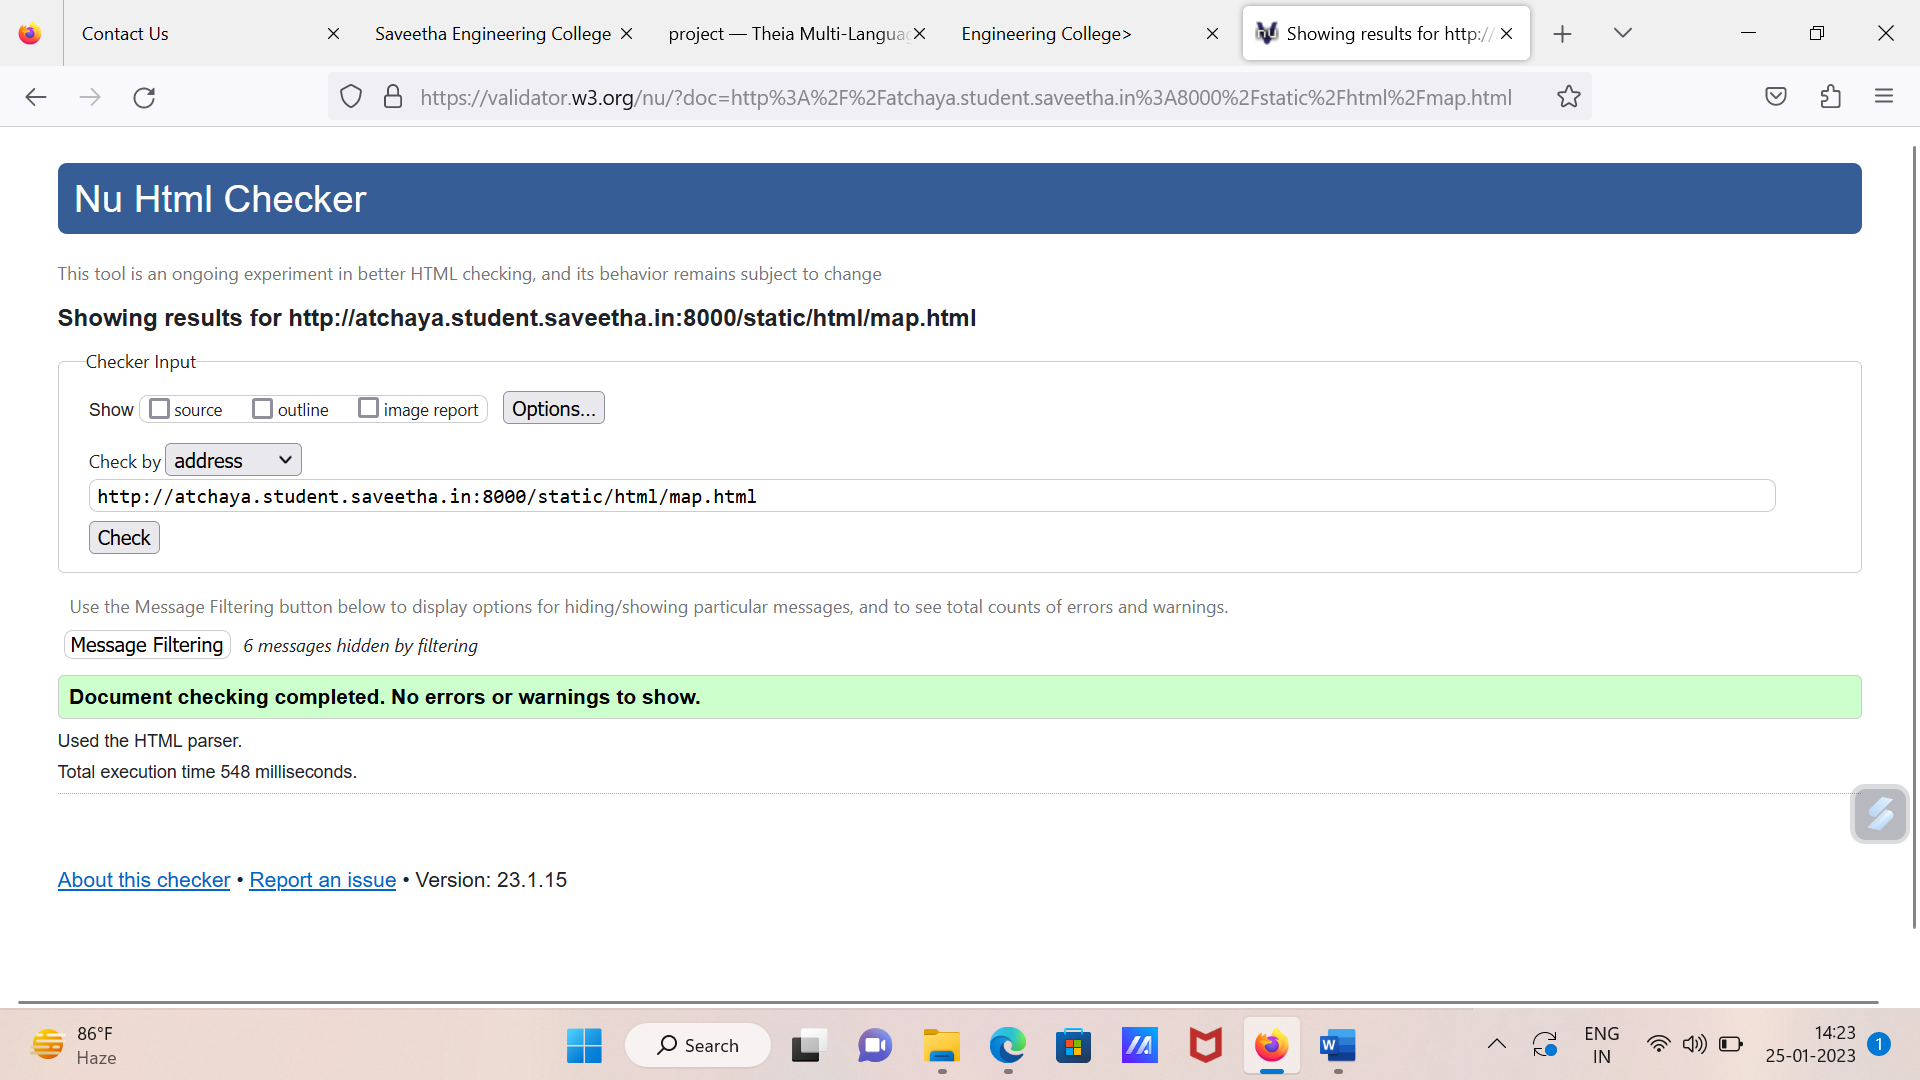 Contact Us
Saveetha Engineering College
project — Theia Multi-Langua
Engineering College>
Showing results for http://
https://validator.w3.org/nu/?doc=http%3A%2F%2Fatchaya.student.saveetha.in%3A8000%2Fstatic%2Fhtml%2Fmap.html
Nu Html Checker
This tool is an ongoing experiment in better HTML checking, and its behavior remains subject to change
Showing results for http://atchaya.student.saveetha.in:8000/static/html/map.html
Checker Input
Show source outline image report Options...
Check by address
http://atchaya.student.saveetha.in:8000/static/html/map.html
Check
Use the Message Filtering button below to display options for hiding/showing particular messages, and to see total counts of errors and warnings.
Message Filtering 6 messages hidden by filtering
Document checking completed. No errors or warnings to show.
Used the HTML parser.
Total execution time 548 milliseconds.
About this checker • Report an issue • Version: 23.1.15
86°F
Haze
Search
ENG
IN
14:23
25-01-2023
1